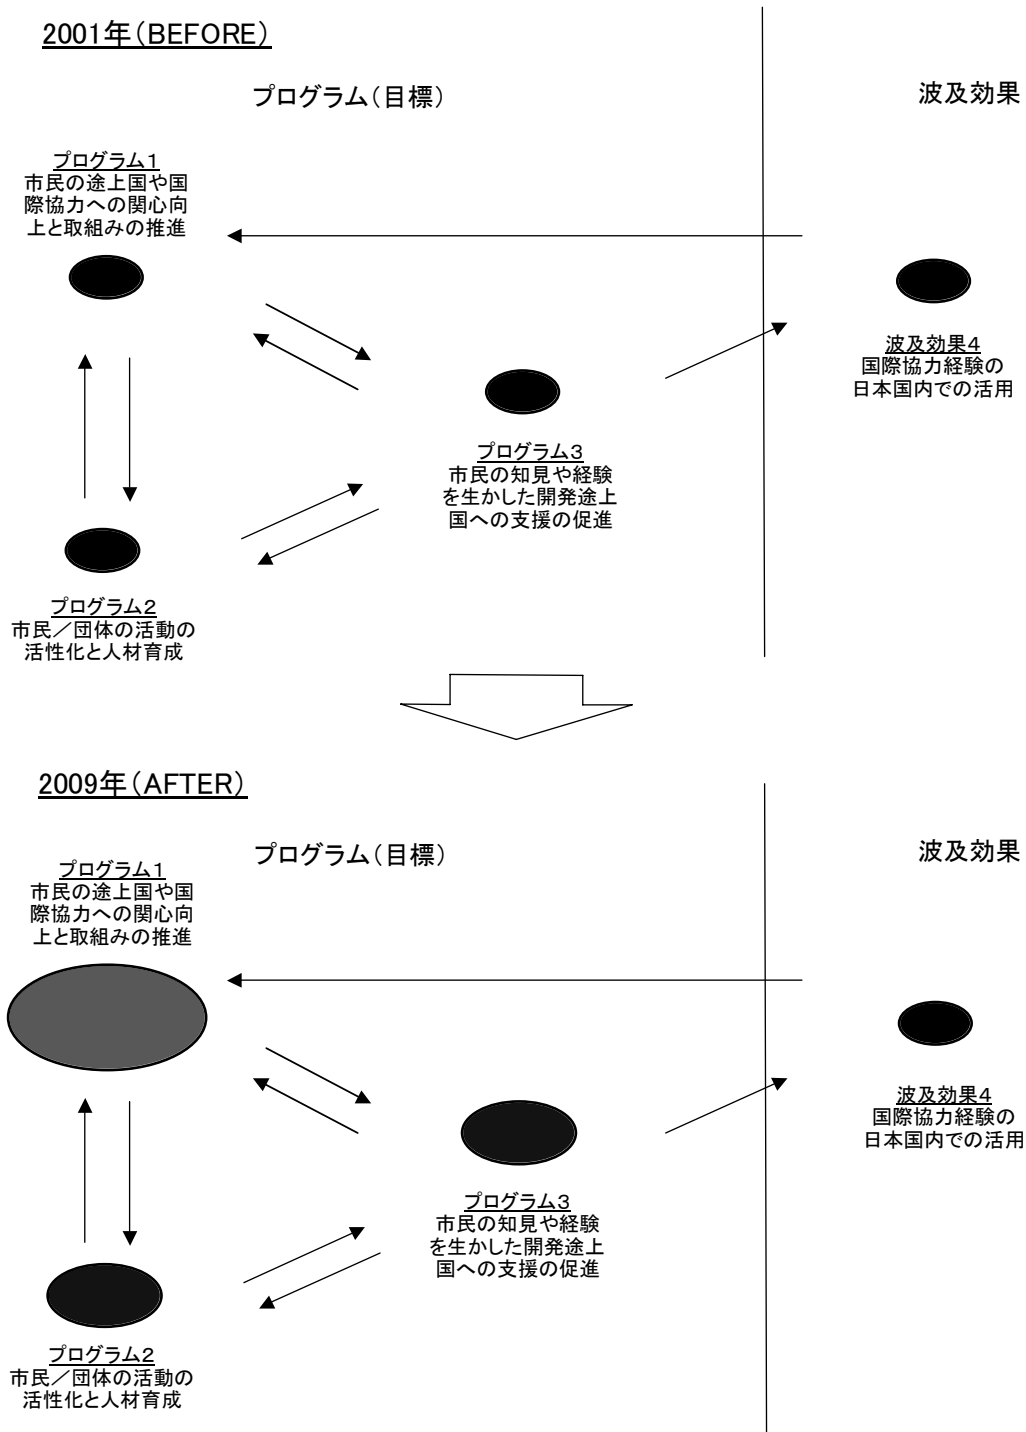 2001年（BEFORE）
プログラム（目標）
波及効果
プログラム１
市民の途上国や国
際協力への関心向
上と取組みの推進
波及効果４
国際協力経験の
日本国内での活用
プログラム３
市民の知見や経験
を生かした開発途上
国への支援の促進
プログラム２
市民／団体の活動の
活性化と人材育成
2009年（AFTER）
プログラム（目標）
波及効果
プログラム１
市民の途上国や国
際協力への関心向
上と取組みの推進
波及効果４
国際協力経験の
日本国内での活用
プログラム３
市民の知見や経験
を生かした開発途上
国への支援の促進
プログラム２
市民／団体の活動の
活性化と人材育成